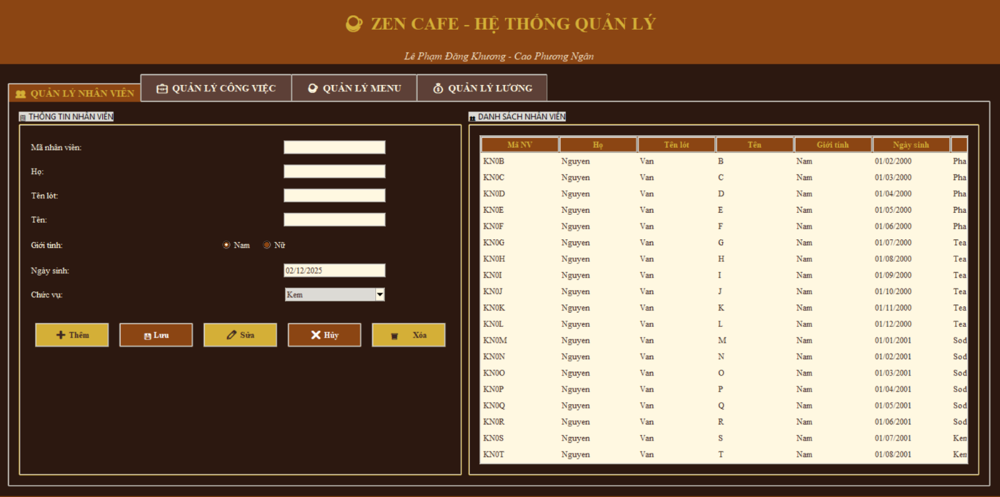 ZEN CAFE - HỆ THỐNG QUẢN LÝ
Lê Phạm Đăng Khương - Cao Phương Ngân
QUẢN LÝ NHÂN VIÊN
QUẢN LÝ CÔNG VIỆC
QUẢN LÝ MENU
QUẢN LÝ LƯƠNG
THÔNG TIN NHÂN VIÊN
Mã nhân viên:
Họ:
Tên lót:
Tên:
Giới tính: Nam Nữ
Ngày sinh: 02/12/2025
Chức vụ: Kem
Thêm Lưu Sửa Hủy Xóa
DANH SÁCH NHÂN VIÊN
Mã NV Họ Tên lót Tên Giới tính Ngày sinh
KN0B Nguyen Van B Nam 01/02/2000 Pha
KN0C Nguyen Van C Nam 01/03/2000 Pha
KN0D Nguyen Van D Nam 01/04/2000 Pha
KN0E Nguyen Van E Nam 01/05/2000 Pha
KN0F Nguyen Van F Nam 01/06/2000 Pha
KN0G Nguyen Van G Nam 01/07/2000 Tea
KN0H Nguyen Van H Nam 01/08/2000 Tea
KN0I Nguyen Van I Nam 01/09/2000 Tea
KN0J Nguyen Van J Nam 01/10/2000 Tea
KN0K Nguyen Van K Nam 01/11/2000 Tea
KN0L Nguyen Van L Nam 01/12/2000 Tea
KN0M Nguyen Van M Nam 01/01/2001 Sod
KN0N Nguyen Van N Nam 01/02/2001 Sod
KN0O Nguyen Van O Nam 01/03/2001 Sod
KN0P Nguyen Van P Nam 01/04/2001 Sod
KN0Q Nguyen Van Q Nam 01/05/2001 Sod
KN0R Nguyen Van R Nam 01/06/2001 Sod
KN0S Nguyen Van S Nam 01/07/2001 Kem
KN0T Nguyen Van T Nam 01/08/2001 Kem